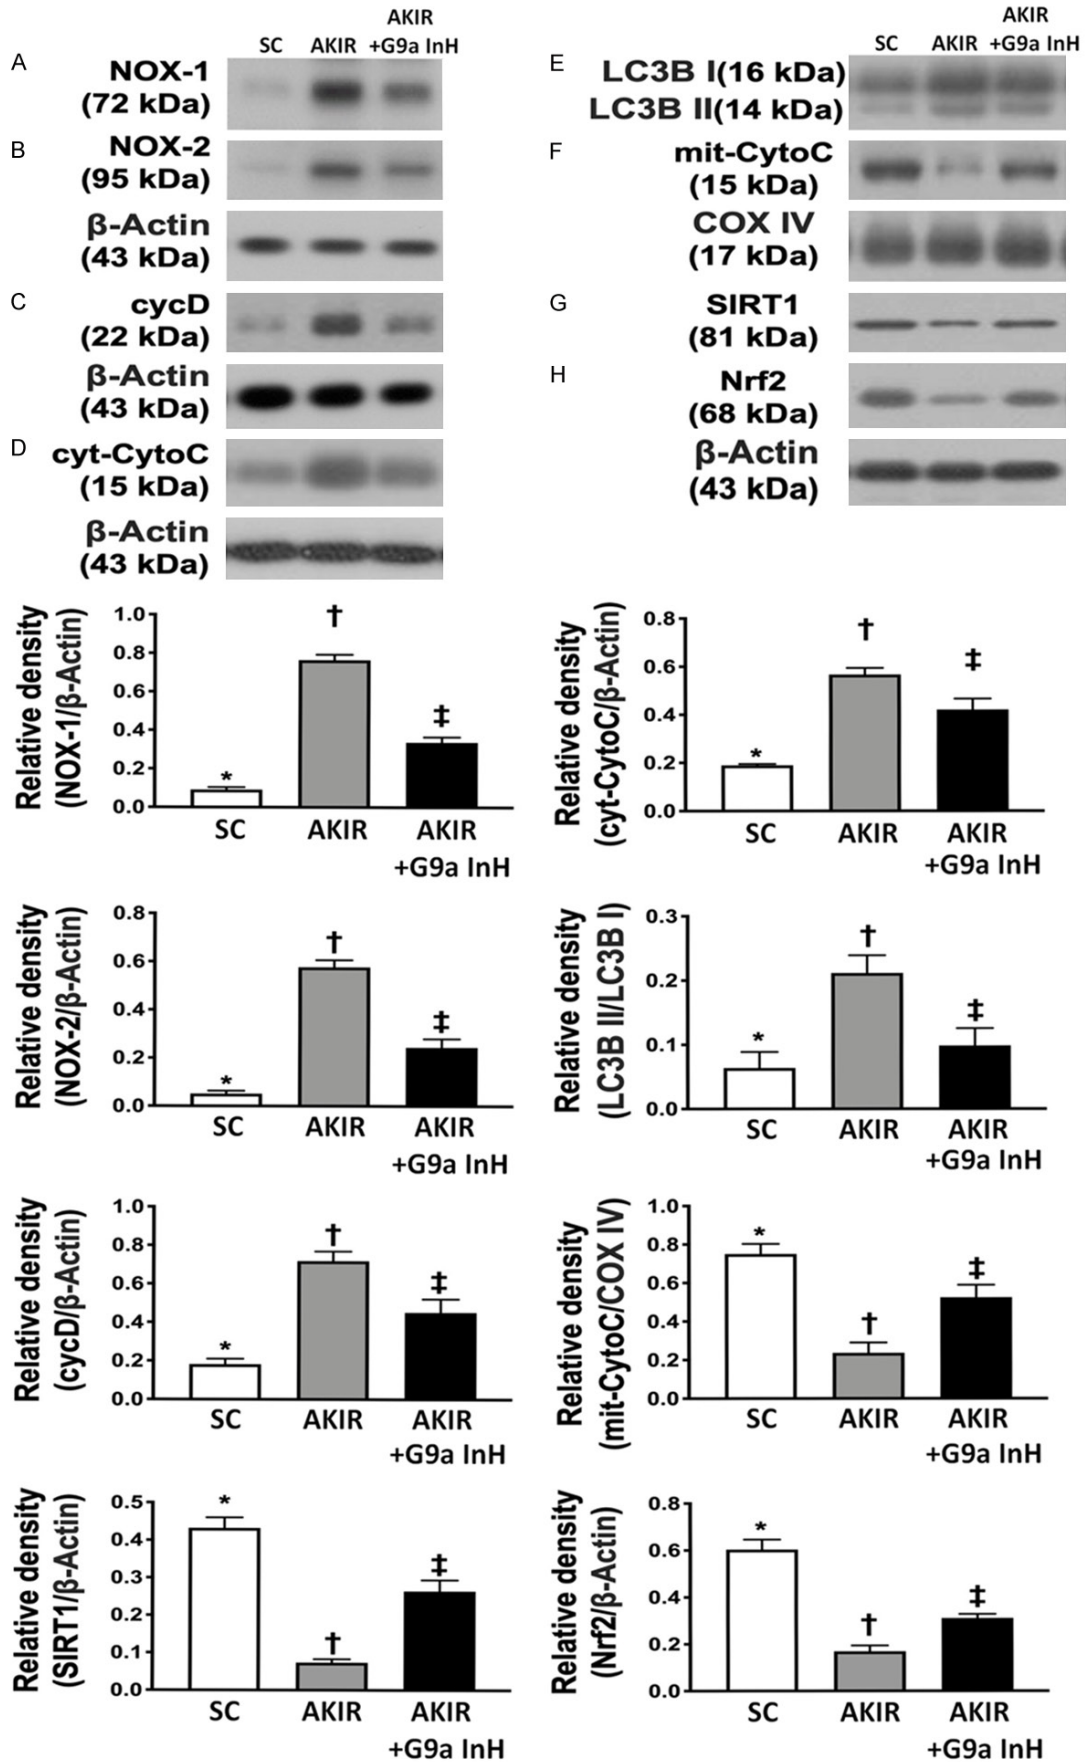 AKIR
SC AKIR +G9a InH
A
NOX-1
(72 kDa)
B
NOX-2
(95 kDa)
β-Actin
(43 kDa)
C
cycD
(22 kDa)
β-Actin
(43 kDa)
D
cyt-CytoC
(15 kDa)
β-Actin
(43 kDa)
AKIR
SC AKIR +G9a InH
E
LC3B I(16 kDa)
LC3B II(14 kDa)
F
mit-CytoC
(15 kDa)
COX IV
(17 kDa)
G
SIRT1
(81 kDa)
H
Nrf2
(68 kDa)
β-Actin
(43 kDa)
Relative density
(NOX-1/β-Actin)
1.0
0.8
0.6
0.4
0.2
0.0
*
†
‡
SC AKIR AKIR
+G9a InH
Relative density
(cyt-CytoC/β-Actin)
0.8
0.6
0.4
0.2
0.0
*
†
‡
SC AKIR AKIR
+G9a InH
Relative density
(NOX-2/β-Actin)
0.8
0.6
0.4
0.2
0.0
*
†
‡
SC AKIR AKIR
+G9a InH
Relative density
(LC3B II/LC3B I)
0.3
0.2
0.1
0.0
*
†
‡
SC AKIR AKIR
+G9a InH
Relative density
(cycD/β-Actin)
1.0
0.8
0.6
0.4
0.2
0.0
*
†
‡
SC AKIR AKIR
+G9a InH
Relative density
(mit-CytoC/COX IV)
1.0
0.8
0.6
0.4
0.2
0.0
*
†
‡
SC AKIR AKIR
+G9a InH
Relative density
(SIRT1/β-Actin)
0.5
0.4
0.3
0.2
0.1
0.0
*
†
‡
SC AKIR AKIR
+G9a InH
Relative density
(Nrf2/β-Actin)
0.8
0.6
0.4
0.2
0.0
*
†
‡
SC AKIR AKIR
+G9a InH